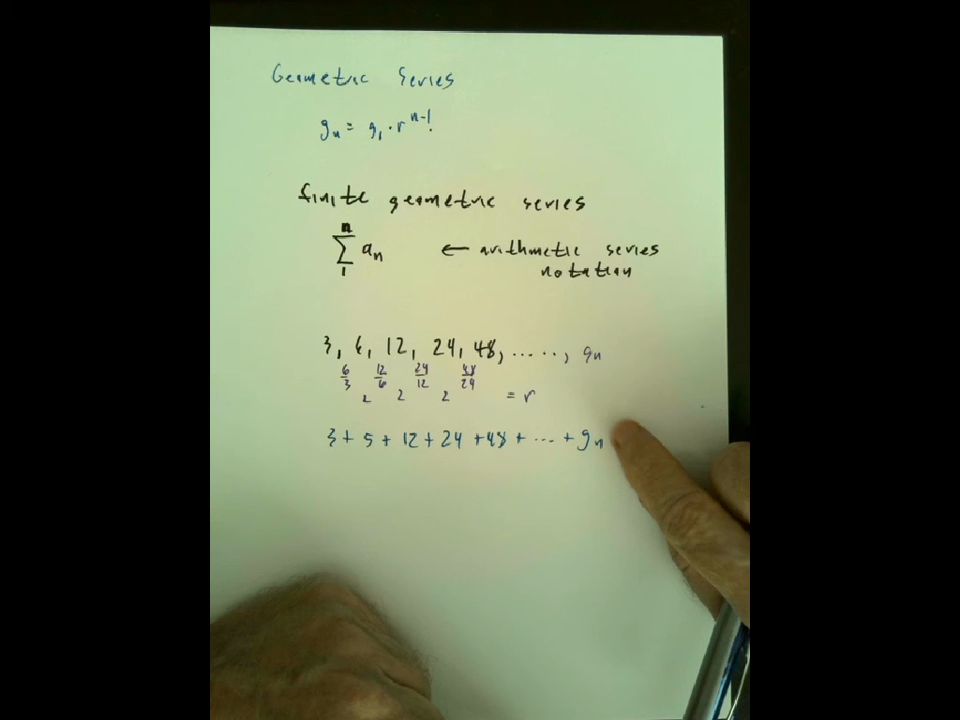 Geometric Series
gₙ = g₁ · r^(n-1)
finite geometric series
n
∑ aₙ ← arithmetic series
1 notation
3, 6, 12, 24, 48, ....., gₙ
6/3 12/6 24/12 48/24
2 2 2 = r
3 + 5 + 12 + 24 + 48 + ... + gₙ